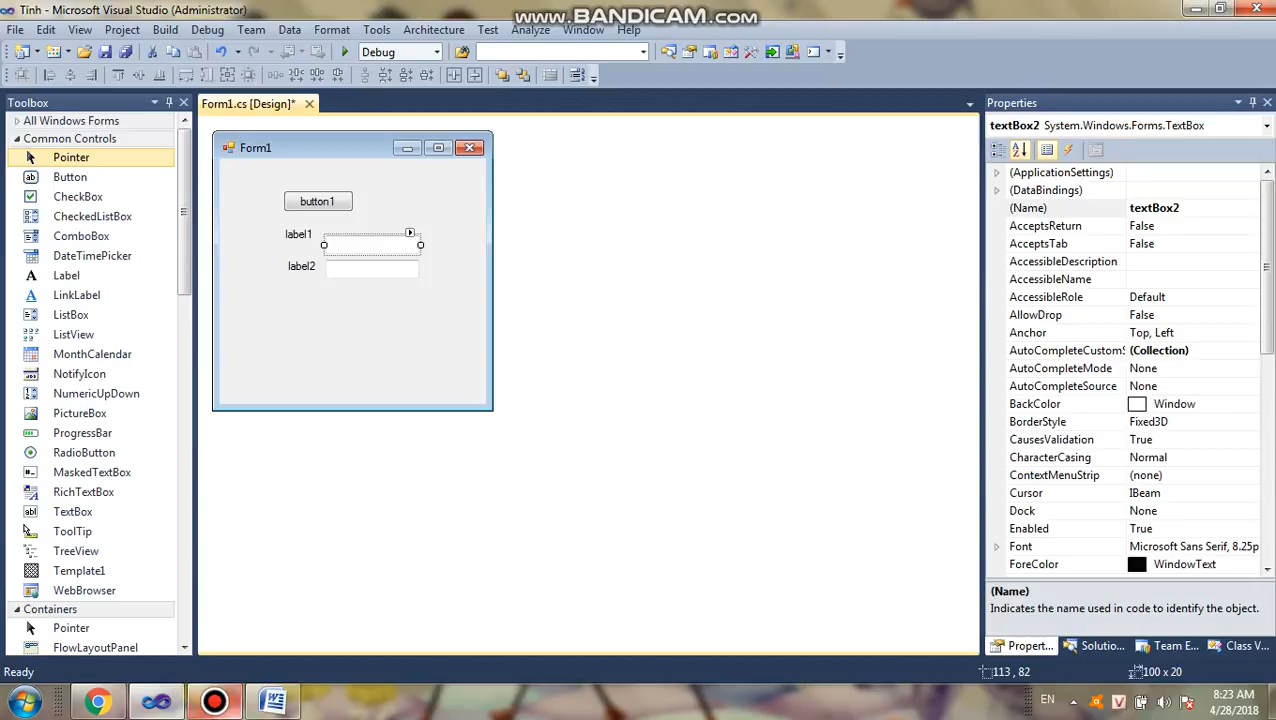 Tinh - Microsoft Visual Studio (Administrator)
www.BANDICAM.com
File Edit View Project Build Debug Team Data Format Tools Architecture Test Analyze Window Help
Debug
Toolbox
All Windows Forms
Common Controls
Pointer
Button
CheckBox
CheckedListBox
ComboBox
DateTimePicker
Label
LinkLabel
ListBox
ListView
MonthCalendar
NotifyIcon
NumericUpDown
PictureBox
ProgressBar
RadioButton
MaskedTextBox
RichTextBox
TextBox
ToolTip
TreeView
Template1
WebBrowser
Containers
Pointer
FlowLayoutPanel
Form1.cs [Design]*
Form1
button1
label1
label2
Properties
textBox2 System.Windows.Forms.TextBox
(ApplicationSettings)
(DataBindings)
(Name) textBox2
AcceptsReturn False
AcceptsTab False
AccessibleDescription
AccessibleName
AccessibleRole Default
AllowDrop False
Anchor Top, Left
AutoCompleteCustomS (Collection)
AutoCompleteMode None
AutoCompleteSource None
BackColor Window
BorderStyle Fixed3D
CausesValidation True
CharacterCasing Normal
ContextMenuStrip (none)
Cursor IBeam
Dock None
Enabled True
Font Microsoft Sans Serif, 8.25p
ForeColor WindowText
(Name)
Indicates the name used in code to identify the object.
Propert... Solutio... Team E... Class V...
Ready
113 , 82
100 x 20
EN
8:23 AM
4/28/2018